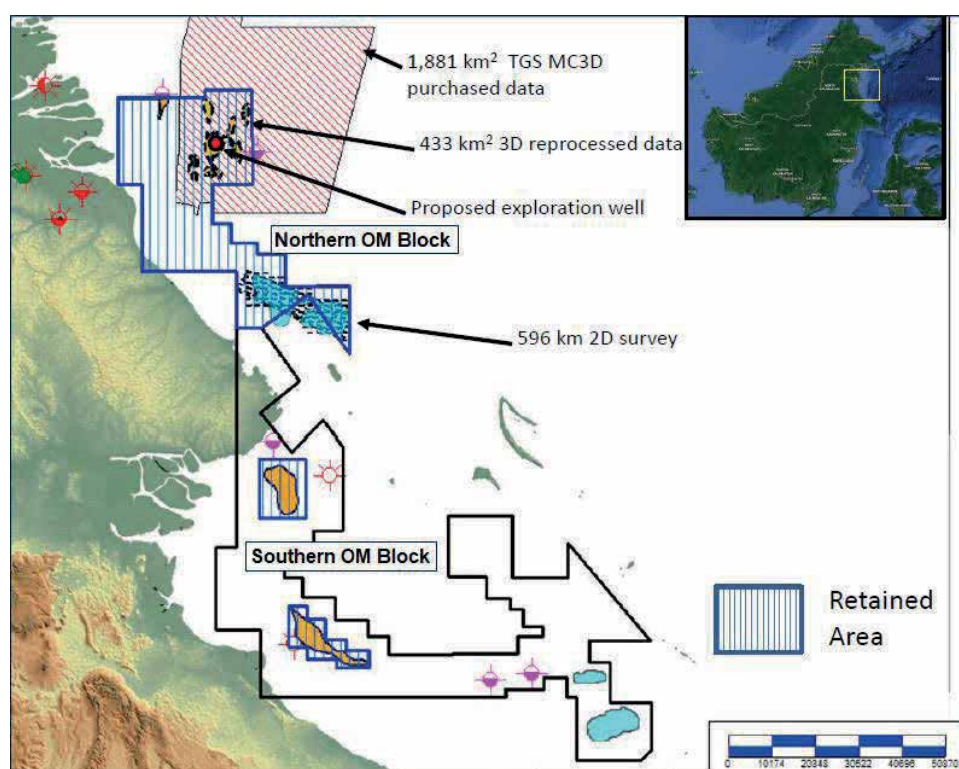 1,881 km² TGS MC3D
purchased data
433 km² 3D reprocessed data
Proposed exploration well
Northern OM Block
596 km 2D survey
Southern OM Block
Retained
Area
0 10174 20348 30522 40696 50870